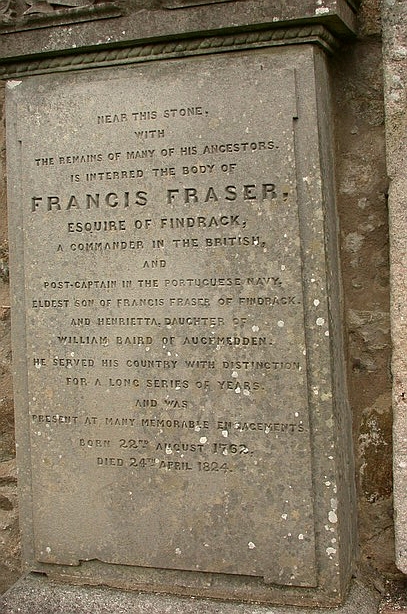 NEAR THIS STONE,
WITH
THE REMAINS OF MANY OF HIS ANCESTORS,
IS INTERRED THE BODY OF
FRANCIS FRASER,
ESQUIRE OF FINDRACK,
A COMMANDER IN THE BRITISH,
AND
POST-CAPTAIN IN THE PORTUGUESE NAVY.
ELDEST SON OF FRANCIS FRASER OF FINDRACK.
AND HENRIETTA, DAUGHTER OF
WILLIAM BAIRD OF AUCHMEDDEN.
HE SERVED HIS COUNTRY WITH DISTINCTION
FOR A LONG SERIES OF YEARS.
AND WAS
PRESENT AT MANY MEMORABLE ENGAGEMENTS.
BORN 22ND AUGUST 1762.
DIED 24TH APRIL 1824.